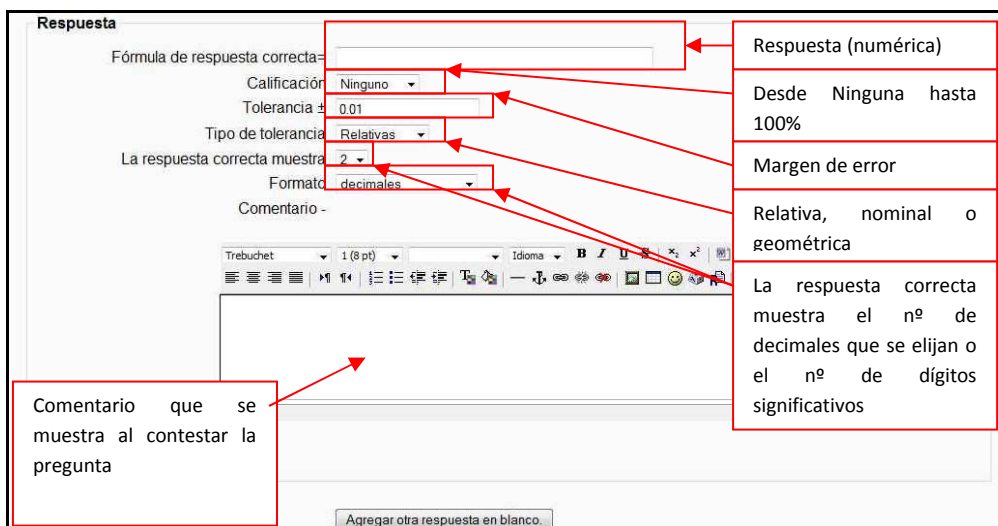 Respuesta
Fórmula de respuesta correcta=
Calificación Ninguno
Tolerancia ± 0.01
Tipo de tolerancia Relativas
La respuesta correcta muestra 2
Formato decimales
Comentario -
Trebuchet 1 (8 pt) Idioma B I U S x₂ x²
Agregar otra respuesta en blanco.
Respuesta (numérica)
Desde Ninguna hasta
100%
Margen de error
Relativa, nominal o
geométrica
La respuesta correcta
muestra el nº de
decimales que se elijan o
el nº de dígitos
significativos
Comentario que se
muestra al contestar la
pregunta